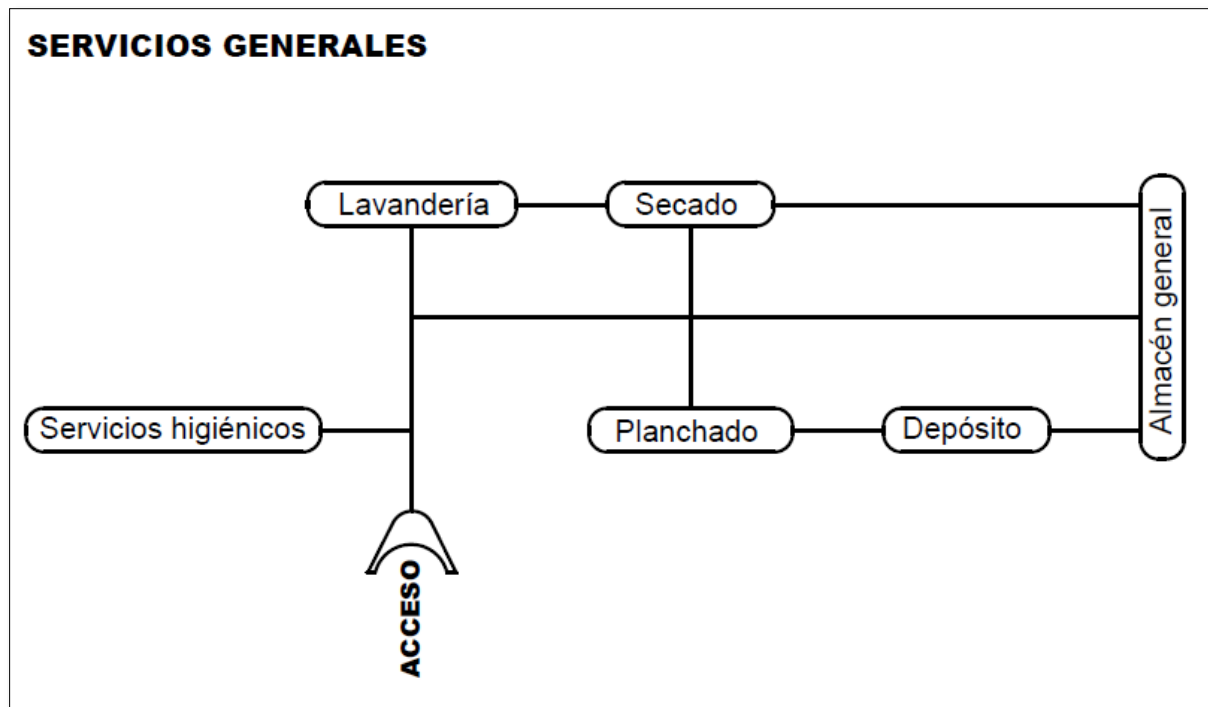 SERVICIOS GENERALES
Lavandería
Secado
Almacén general
Servicios higiénicos
Planchado
Depósito
ACCESO